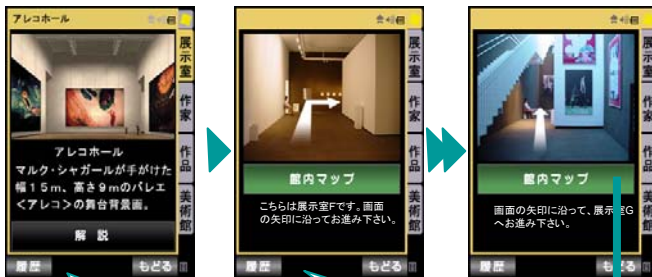 アレコホール
展示室
作家
作品
美術館
アレコホール
マルク・シャガールが手がけた
幅15m、高さ9mのバレエ
<アレコ>の舞台背景画。
解説
履歴
もどる
展示室
作家
作品
美術館
館内マップ
こちらは展示室Fです。画面
の矢印に沿ってお進み下さい。
履歴
もどる
展示室
作家
作品
美術館
館内マップ
画面の矢印に沿って、展示室G
へお進み下さい。
履歴
もどる